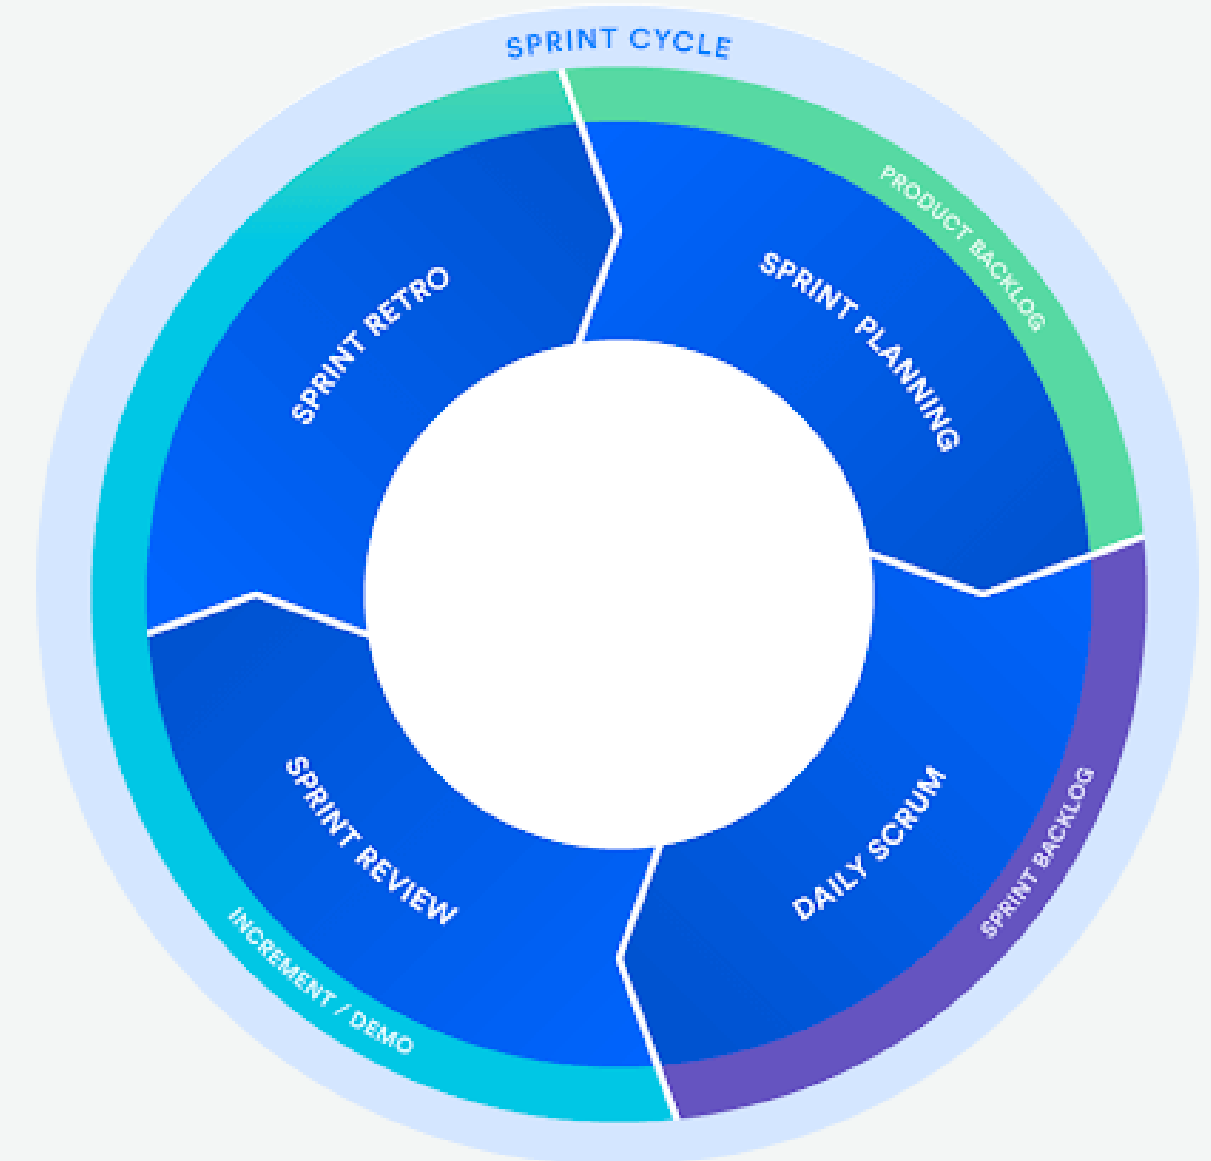 SPRINT CYCLE
PRODUCT BACKLOG
SPRINT PLANNING
SPRINT BACKLOG
DAILY SCRUM
INCREMENT / DEMO
SPRINT REVIEW
SPRINT RETRO